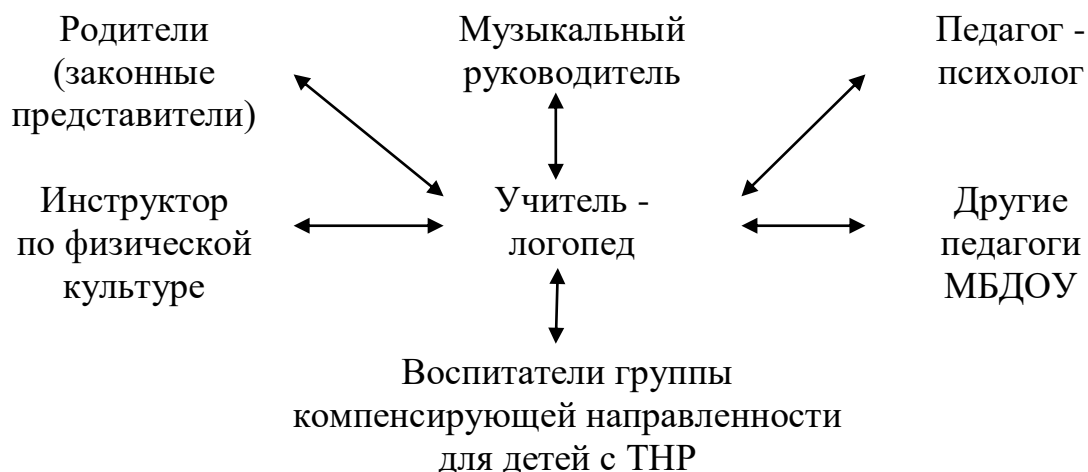 Родители
(законные
представители)
Музыкальный
руководитель
Педагог -
психолог
Инструктор
по физической
культуре
Учитель -
логопед
Другие
педагоги
МБДОУ
Воспитатели группы
компенсирующей направленности
для детей с ТНР